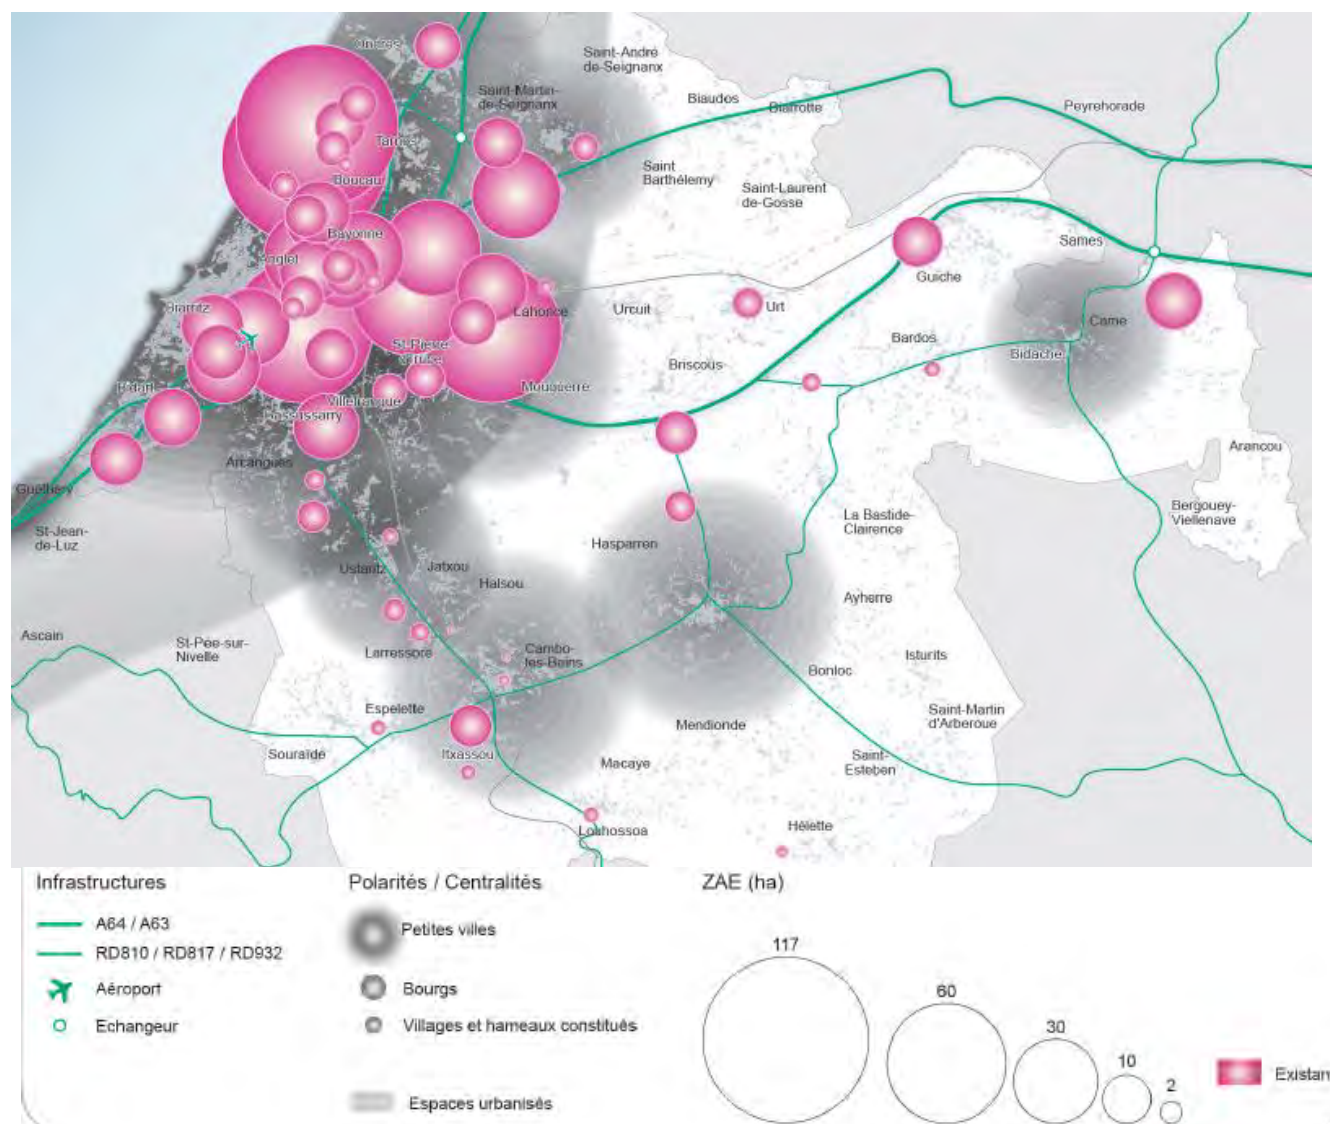 Ondres
Saint-André
de-Seignanx
Saint-Martin-
de-Seignanx
Biaudos
Biarrotte
Peyrehorade
Tarnos
Saint
Barthélemy
Boucau
Saint-Laurent
de-Gosse
Bayonne
Sames
Anglet
Guiche
Biarritz
Lahonce
Urcuit
Urt
Came
Bardos
St-Pierre-
d'Irube
Bidache
Briscous
Bidart
Mouguerre
Villefranque
Bassussarry
Arancou
Arcangues
Guéthary
Bergouey-
Viellenave
La Bastide-
Clairence
St-Jean-
de-Luz
Hasparren
Ustaritz
Jatxou
Halsou
Ayherre
Ascain
St-Pée-sur-
Nivelle
Larressore
Cambo-
les-Bains
Isturits
Bonloc
Espelette
Saint-Martin
d'Arberoue
Mendionde
Souraïde
Itxassou
Macaye
Saint-
Esteben
Louhossoa
Hélette
Infrastructures
A64 / A63
RD810 / RD817 / RD932
Aéroport
Echangeur
Polarités / Centralités
Petites villes
Bourgs
Villages et hameaux constitués
Espaces urbanisés
ZAE (ha)
117
60
30
10
2
Existan